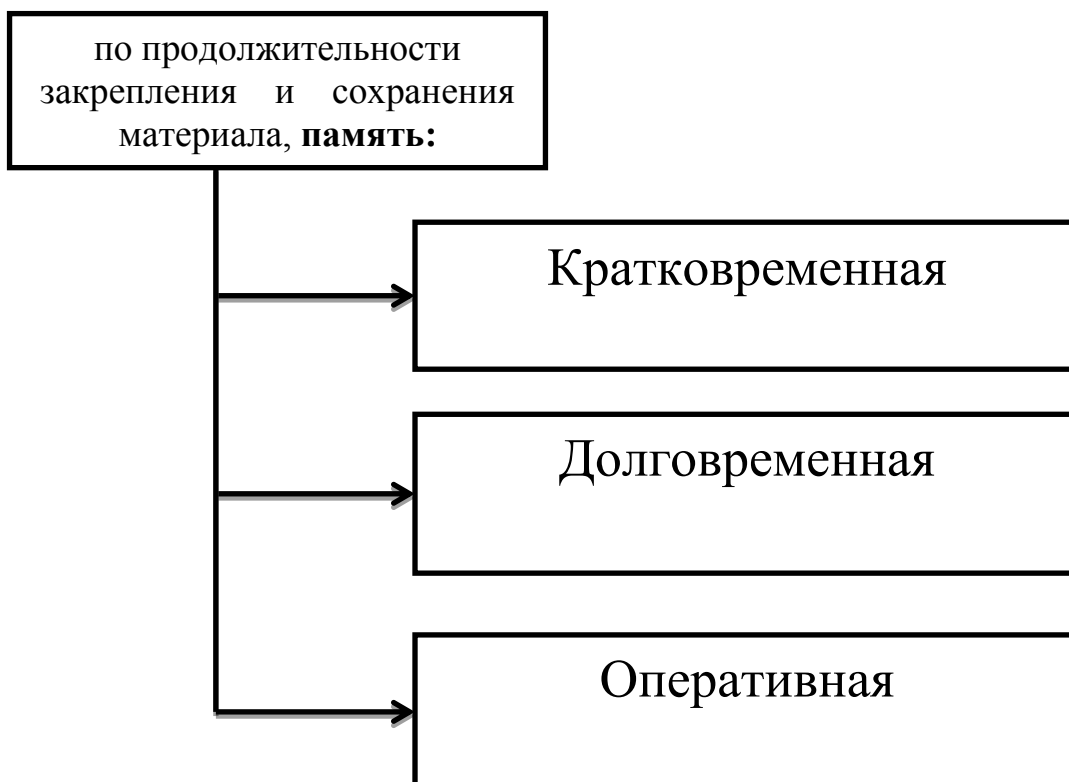 по продолжительности
закрепления и сохранения
материала, память:
Кратковременная
Долговременная
Оперативная